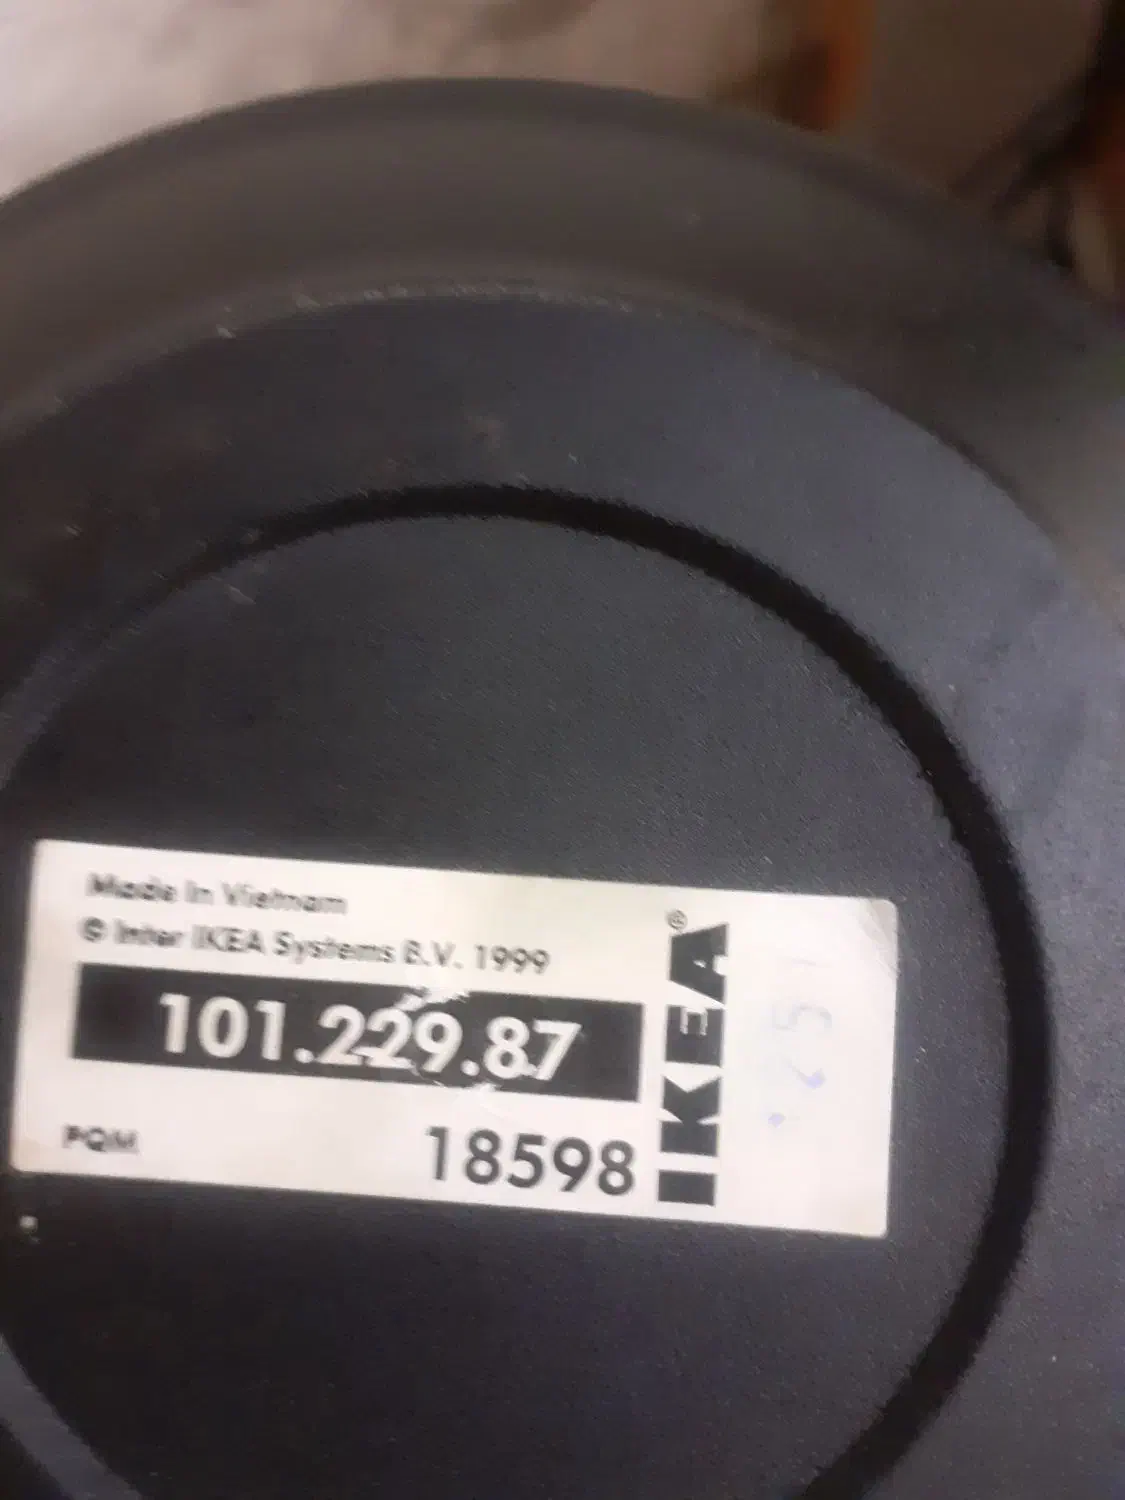 Made in Vietnam
© Inter IKEA Systems B.V. 1999
101.229.87
PQM
18598
IKEA®